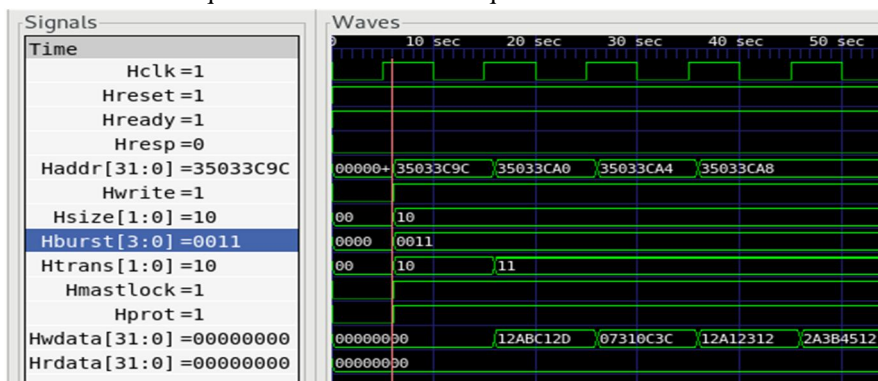 Signals
Waves
Time
10 sec 20 sec 30 sec 40 sec 50 sec
Hclk=1
Hreset=1
Hready=1
Hresp=0
Haddr[31:0]=35033C9C 00000+ 35033C9C 35033CA0 35033CA4 35033CA8
Hwrite=1
Hsize[1:0]=10 00 10
Hburst[3:0]=0011 0000 0011
Htrans[1:0]=10 00 10 11
Hmastlock=1
Hprot=1
Hwdata[31:0]=00000000 00000000 12ABC12D 07310C3C 12A12312 2A3B4512
Hrdata[31:0]=00000000 00000000